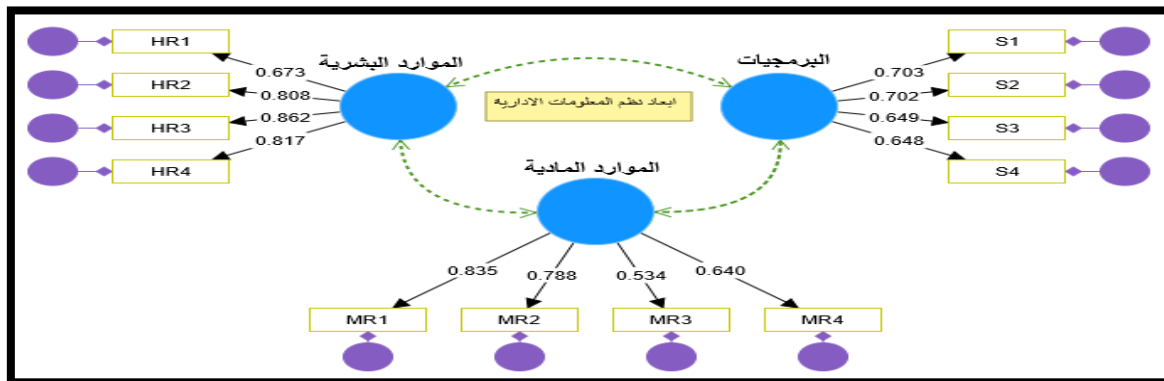 HR1
HR2
HR3
HR4
0.673
0.808
0.862
0.817
الموارد البشرية
ابعاد نظم المعلومات الادارية
البرمجيات
0.703
0.702
0.649
0.648
S1
S2
S3
S4
الموارد المادية
0.835
0.788
0.534
0.640
MR1
MR2
MR3
MR4